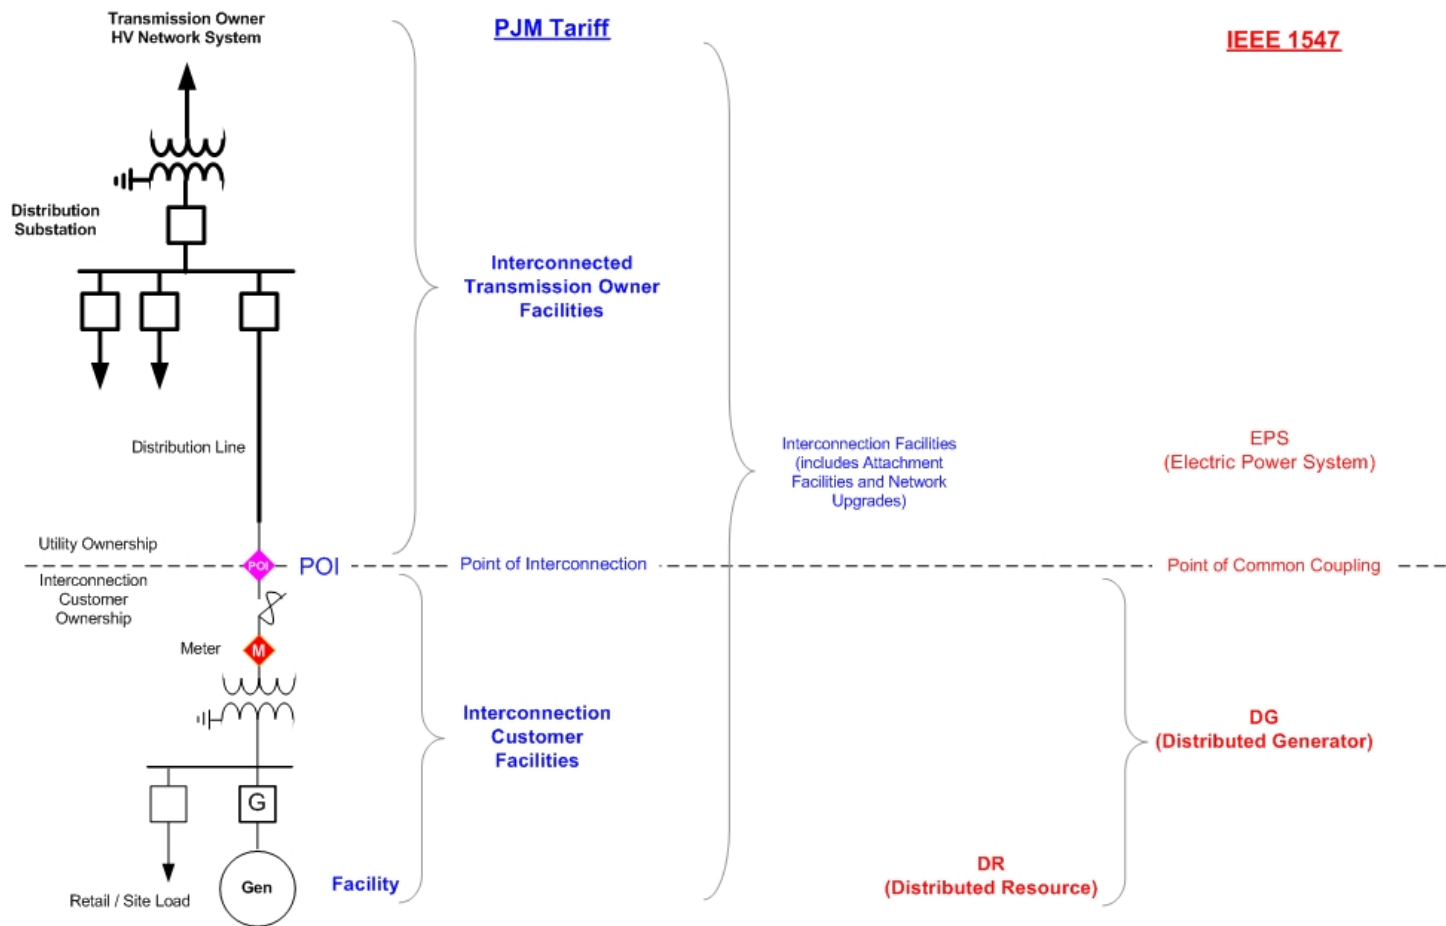 Transmission Owner
HV Network System
PJM Tariff
IEEE 1547
Distribution
Substation
Interconnected
Transmission Owner
Facilities
Distribution Line
Interconnection Facilities
(includes Attachment
Facilities and Network
Upgrades)
EPS
(Electric Power System)
Utility Ownership
POI
POI
Point of Interconnection
Point of Common Coupling
Interconnection
Customer
Ownership
Meter
M
Interconnection
Customer
Facilities
DG
(Distributed Generator)
G
Gen
Facility
DR
(Distributed Resource)
Retail / Site Load